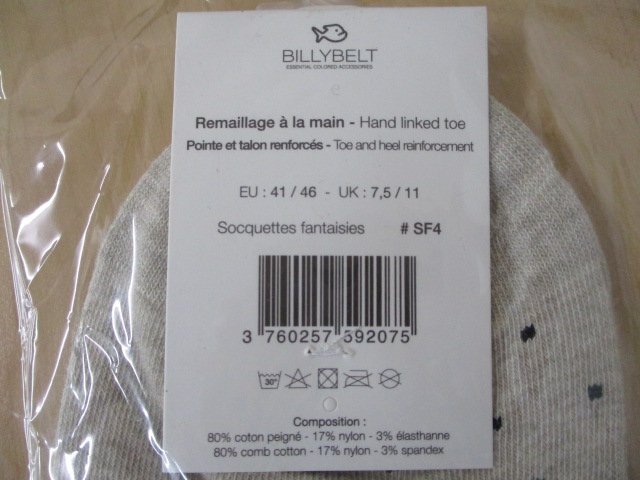 BILLYBELT
ESSENTIAL COLORED ACCESSORIES
Remaillage à la main - Hand linked toe
Pointe et talon renforcés - Toe and heel reinforcement
EU : 41 / 46 - UK : 7,5 / 11
Socquettes fantaisies # SF4
3 760257 592075
30°
Composition :
80% coton peigné - 17% nylon - 3% élasthanne
80% comb cotton - 17% nylon - 3% spandex